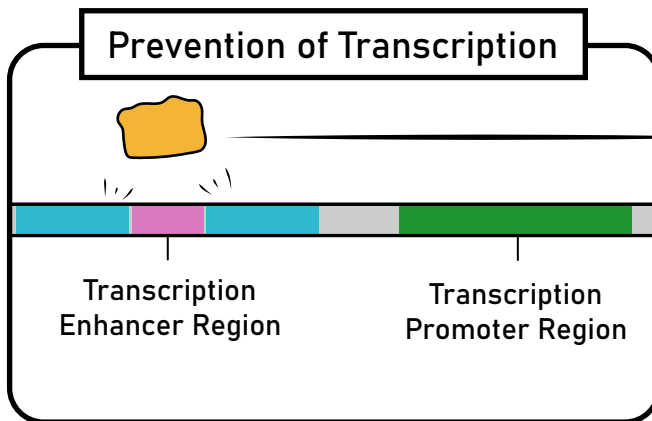 Prevention of Transcription
Transcription
Enhancer Region
Transcription
Promoter Region